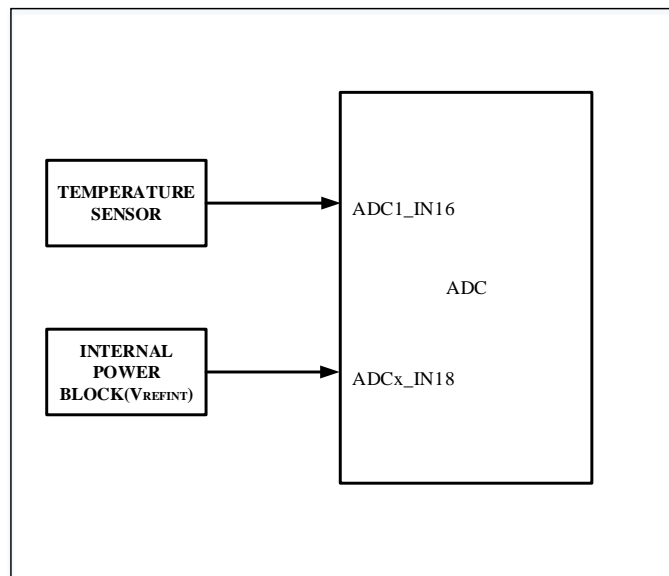 TEMPERATURE
SENSOR
ADC1_IN16
ADC
INTERNAL
POWER
BLOCK(VREFINT)
ADCx_IN18